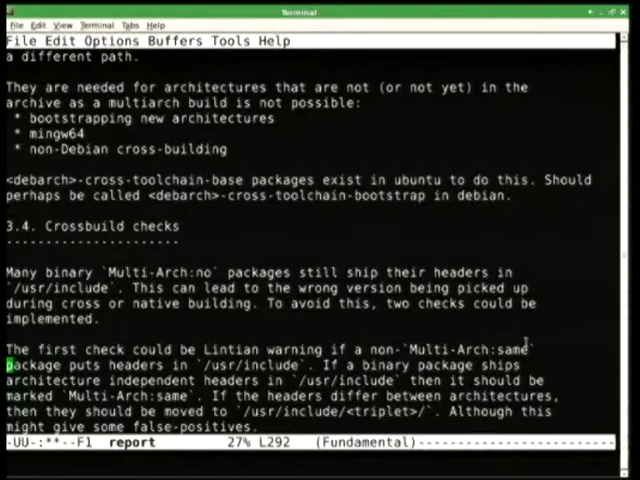 Terminal
File Edit View Terminal Tabs Help
File Edit Options Buffers Tools Help
a different path.
They are needed for architectures that are not (or not yet) in the
archive as a multiarch build is not possible:
* bootstrapping new architectures
* mingw64
* non-Debian cross-building
<debarch>-cross-toolchain-base packages exist in ubuntu to do this. Should
perhaps be called <debarch>-cross-toolchain-bootstrap in debian.
3.4. Crossbuild checks
----------------------
Many binary `Multi-Arch:no` packages still ship their headers in
`/usr/include`. This can lead to the wrong version being picked up
during cross or native building. To avoid this, two checks could be
implemented.
The first check could be Lintian warning if a non-`Multi-Arch:same`
package puts headers in `/usr/include`. If a binary package ships
architecture independent headers in `/usr/include` then it should be
marked `Multi-Arch:same`. If the headers differ between architectures,
then they should be moved to `/usr/include/<triplet>/`. Although this
might give some false-positives.
-UU-:**--F1 report 27% L292 (Fundamental)-------------------------